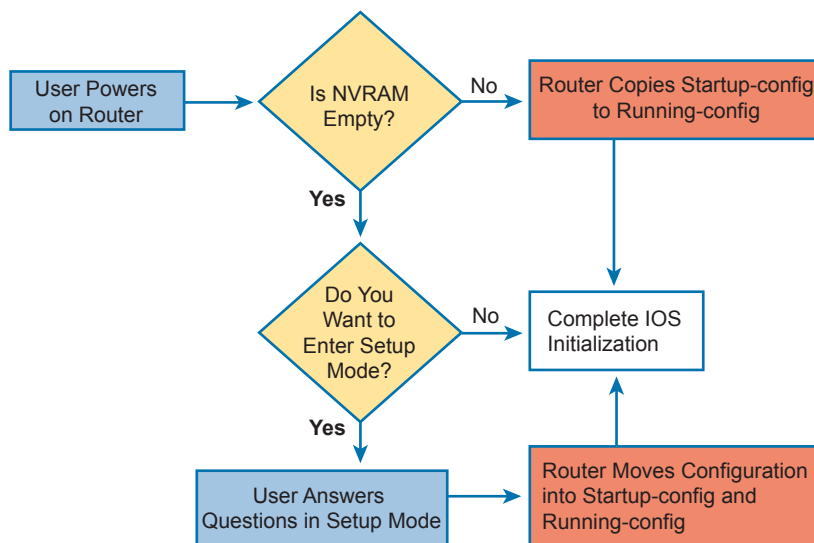 User Powers
on Router
Is NVRAM
Empty?
No
Router Copies Startup-config
to Running-config
Yes
Do You
Want to
Enter Setup
Mode?
No
Complete IOS
Initialization
Yes
User Answers
Questions in Setup Mode
Router Moves Configuration
into Startup-config and
Running-config